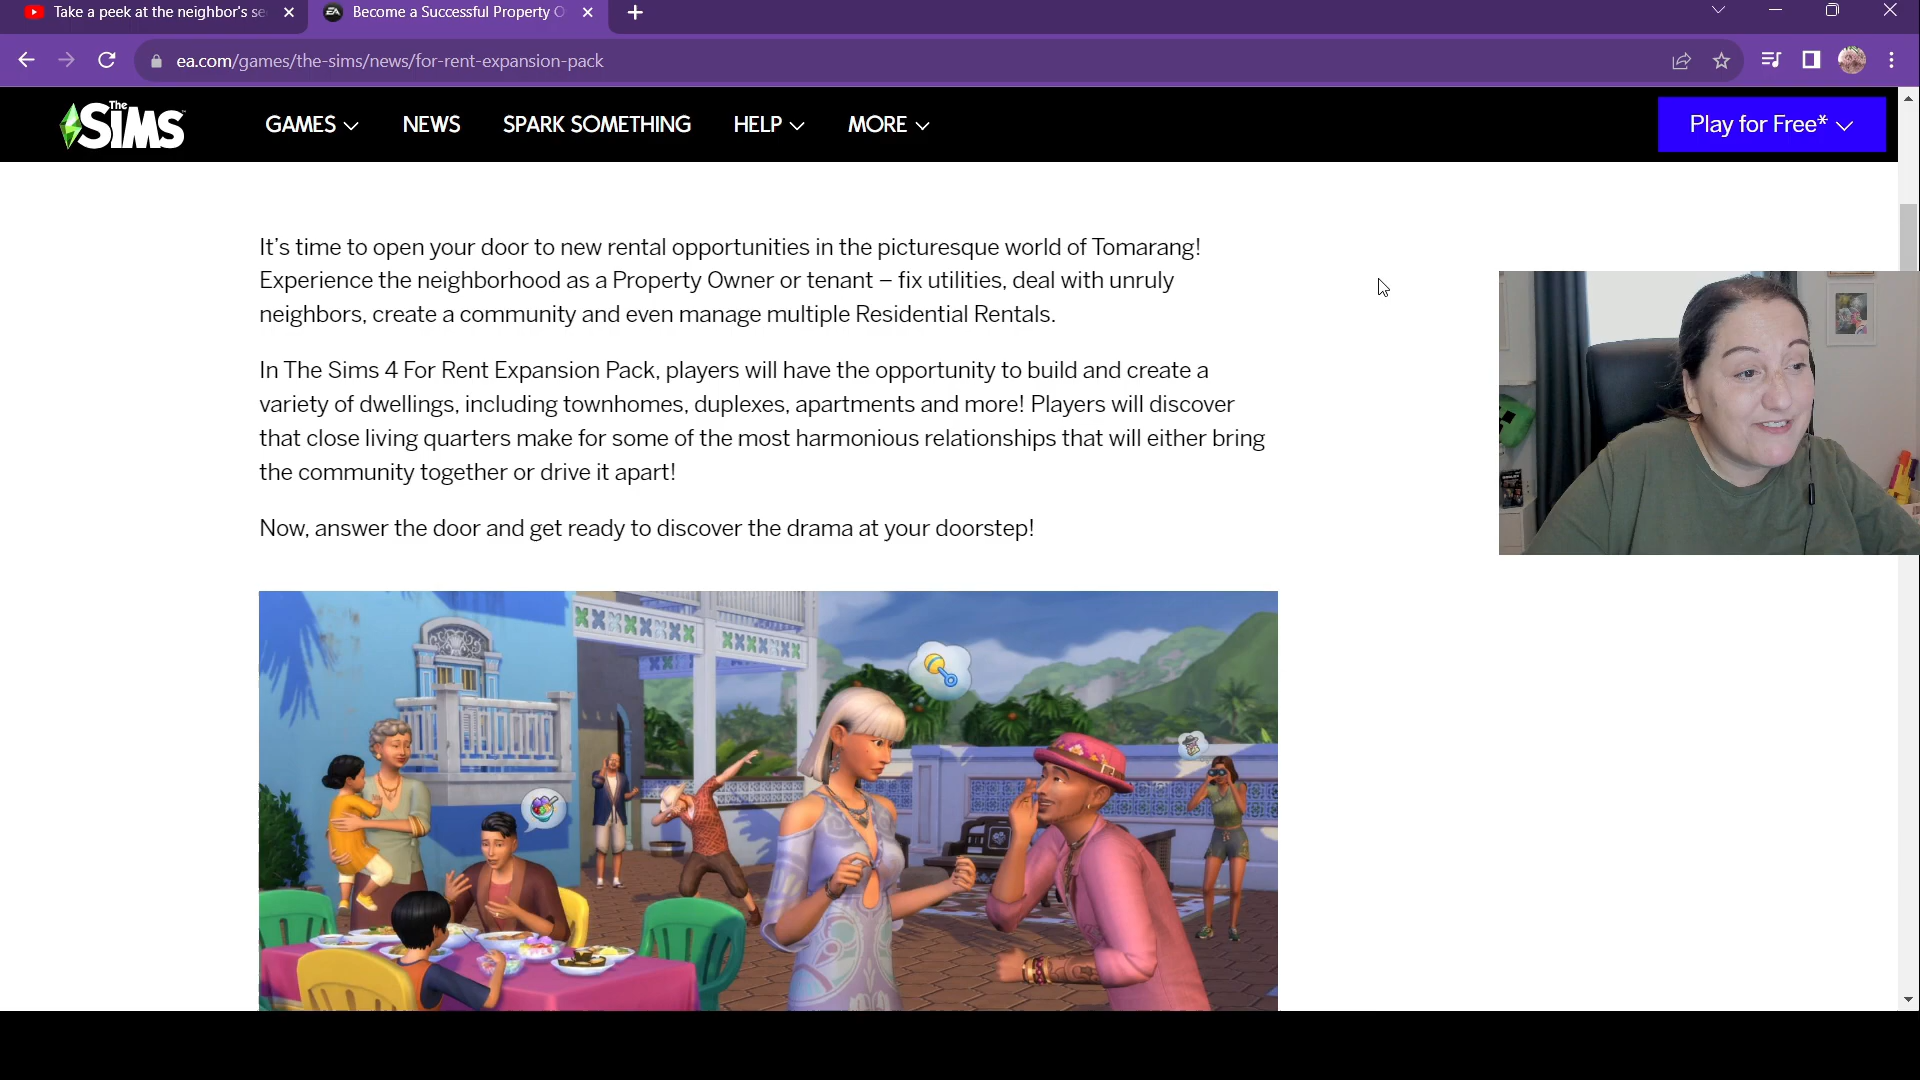 Take a peek at the neighbor's se
Become a Successful Property O
ea.com/games/the-sims/news/for-rent-expansion-pack
The SiMS
GAMES
NEWS
SPARK SOMETHING
HELP
MORE
Play for Free*
It's time to open your door to new rental opportunities in the picturesque world of Tomarang!
Experience the neighborhood as a Property Owner or tenant – fix utilities, deal with unruly
neighbors, create a community and even manage multiple Residential Rentals.
In The Sims 4 For Rent Expansion Pack, players will have the opportunity to build and create a
variety of dwellings, including townhomes, duplexes, apartments and more! Players will discover
that close living quarters make for some of the most harmonious relationships that will either bring
the community together or drive it apart!
Now, answer the door and get ready to discover the drama at your doorstep!